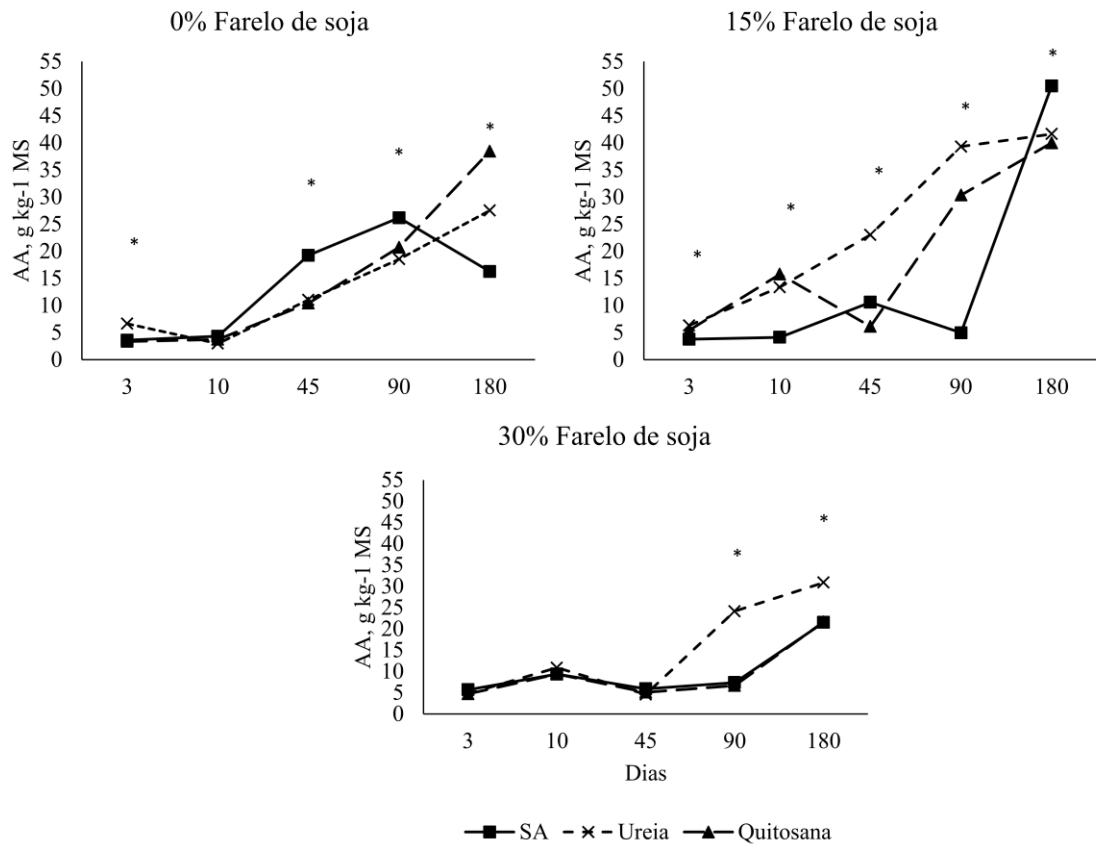 0% Farelo de soja
AA, g kg-1 MS
55
50
45
40
35
30
25
20
15
10
5
0
* * * *
3 10 45 90 180
15% Farelo de soja
AA, g kg-1 MS
55
50
45
40
35
30
25
20
15
10
5
0
* * * * *
3 10 45 90 180
30% Farelo de soja
AA, g kg-1 MS
55
50
45
40
35
30
25
20
15
10
5
0
* *
3 10 45 90 180
Dias
SA Ureia Quitosana